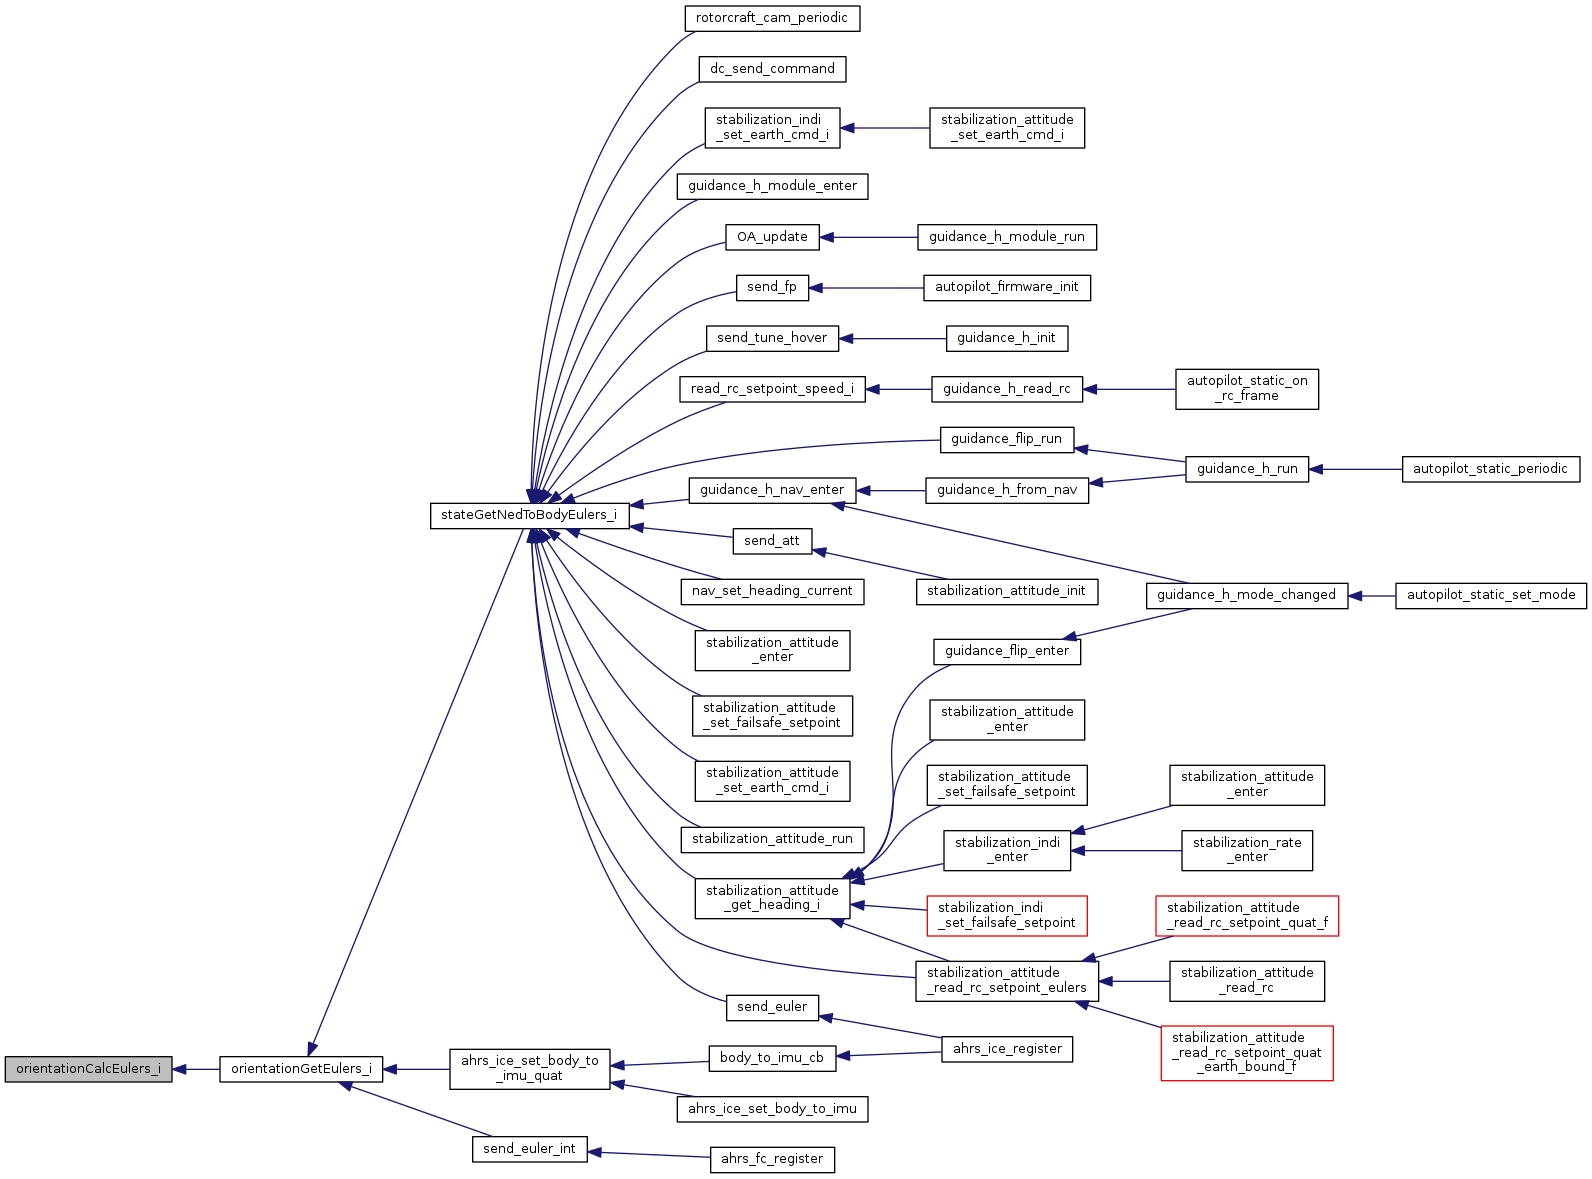 rotorcraft_cam_periodic
dc_send_command
stabilization_indi
_set_earth_cmd_i
stabilization_attitude
_set_earth_cmd_i
guidance_h_module_enter
OA_update
guidance_h_module_run
send_fp
autopilot_firmware_init
send_tune_hover
guidance_h_init
read_rc_setpoint_speed_i
guidance_h_read_rc
autopilot_static_on
_rc_frame
guidance_flip_run
guidance_h_run
autopilot_static_periodic
guidance_h_nav_enter
guidance_h_from_nav
stateGetNedToBodyEulers_i
send_att
nav_set_heading_current
stabilization_attitude_init
guidance_h_mode_changed
autopilot_static_set_mode
stabilization_attitude
_enter
guidance_flip_enter
stabilization_attitude
_set_failsafe_setpoint
stabilization_attitude
_enter
stabilization_attitude
_set_earth_cmd_i
stabilization_attitude
_set_failsafe_setpoint
stabilization_attitude
_enter
stabilization_attitude_run
stabilization_indi
_enter
stabilization_rate
_enter
stabilization_attitude
_get_heading_i
stabilization_indi
_set_failsafe_setpoint
stabilization_attitude
_read_rc_setpoint_quat_f
stabilization_attitude
_read_rc_setpoint_eulers
stabilization_attitude
_read_rc
send_euler
stabilization_attitude
_read_rc_setpoint_quat
_earth_bound_f
ahrs_ice_register
orientationCalcEulers_i
orientationGetEulers_i
ahrs_ice_set_body_to
_imu_quat
body_to_imu_cb
ahrs_ice_set_body_to_imu
send_euler_int
ahrs_fc_register